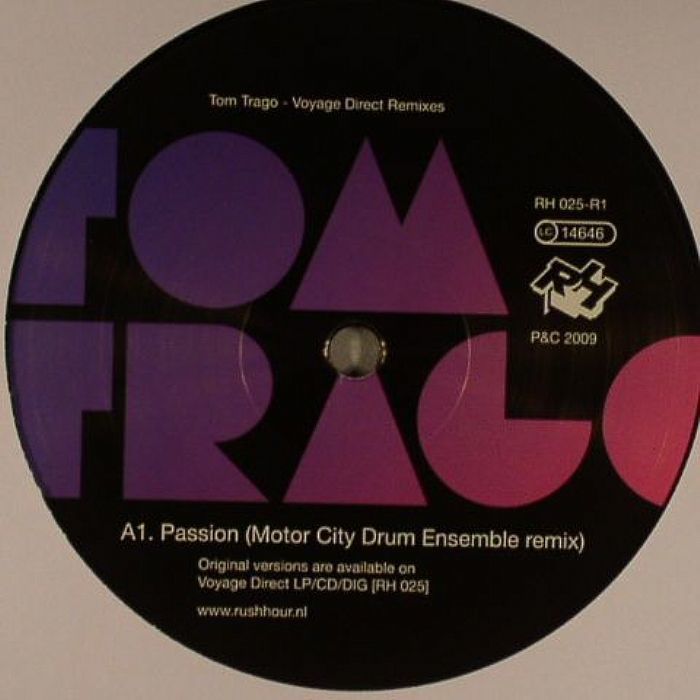 Tom Trago - Voyage Direct Remixes
TOM
RH 025-R1
LC 14646
RH
P&C 2009
TRAGO
A1. Passion (Motor City Drum Ensemble remix)
Original versions are available on
Voyage Direct LP/CD/DIG [RH 025]
www.rushhour.nl